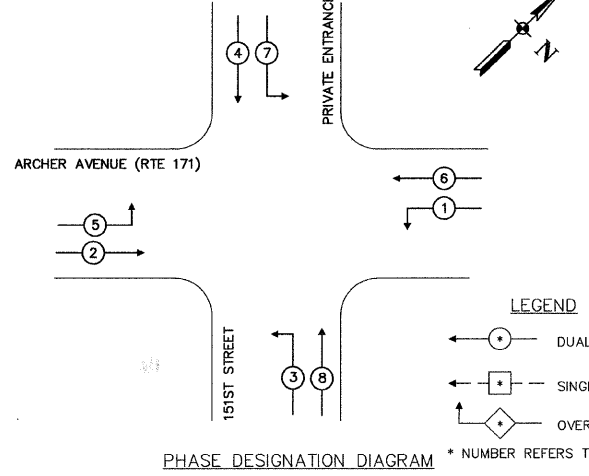 4 7
PRIVATE ENTRANCE
N
ARCHER AVENUE (RTE 171)
6
1
5
2
3 8
151ST STREET
LEGEND
* DUAL
* SINGL
* OVER
* NUMBER REFERS T
PHASE DESIGNATION DIAGRAM